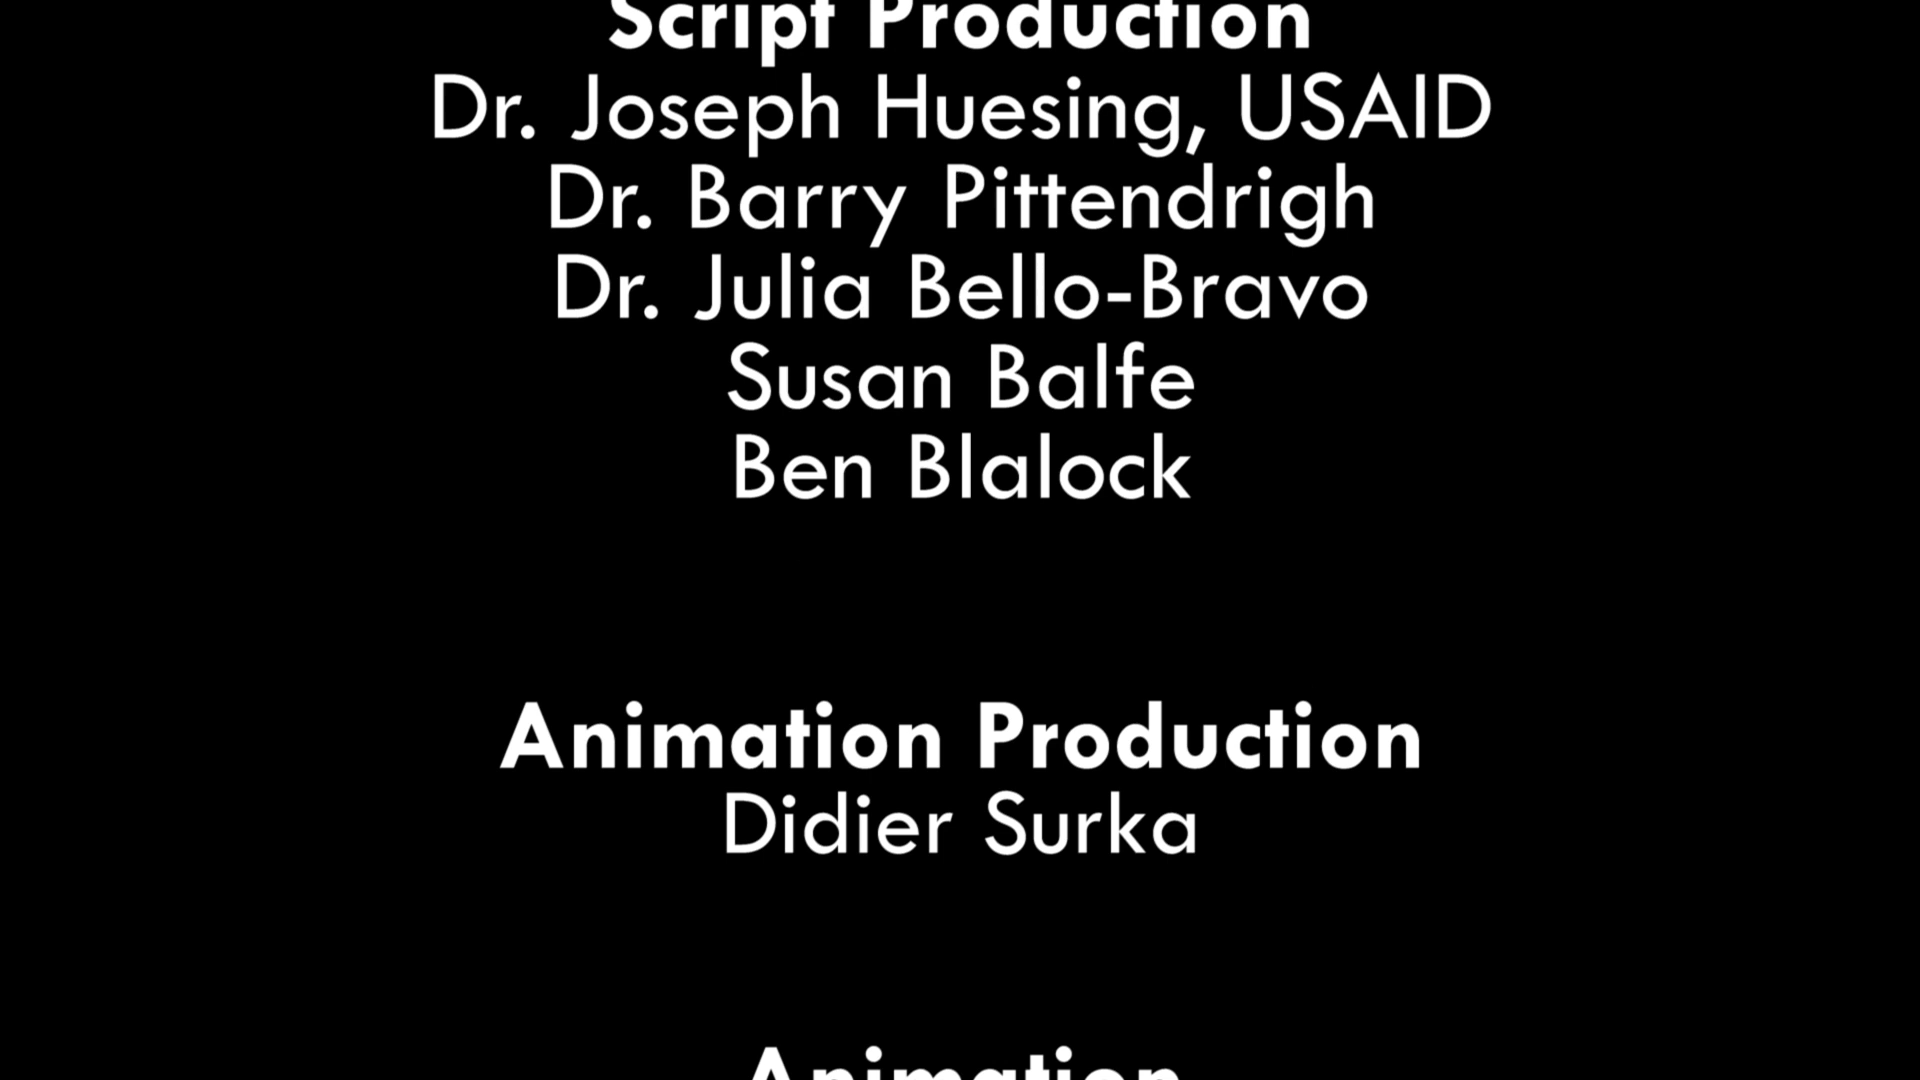 Script Production
Dr. Joseph Huesing, USAID
Dr. Barry Pittendrigh
Dr. Julia Bello-Bravo
Susan Balfe
Ben Blalock
Animation Production
Didier Surka
Animation